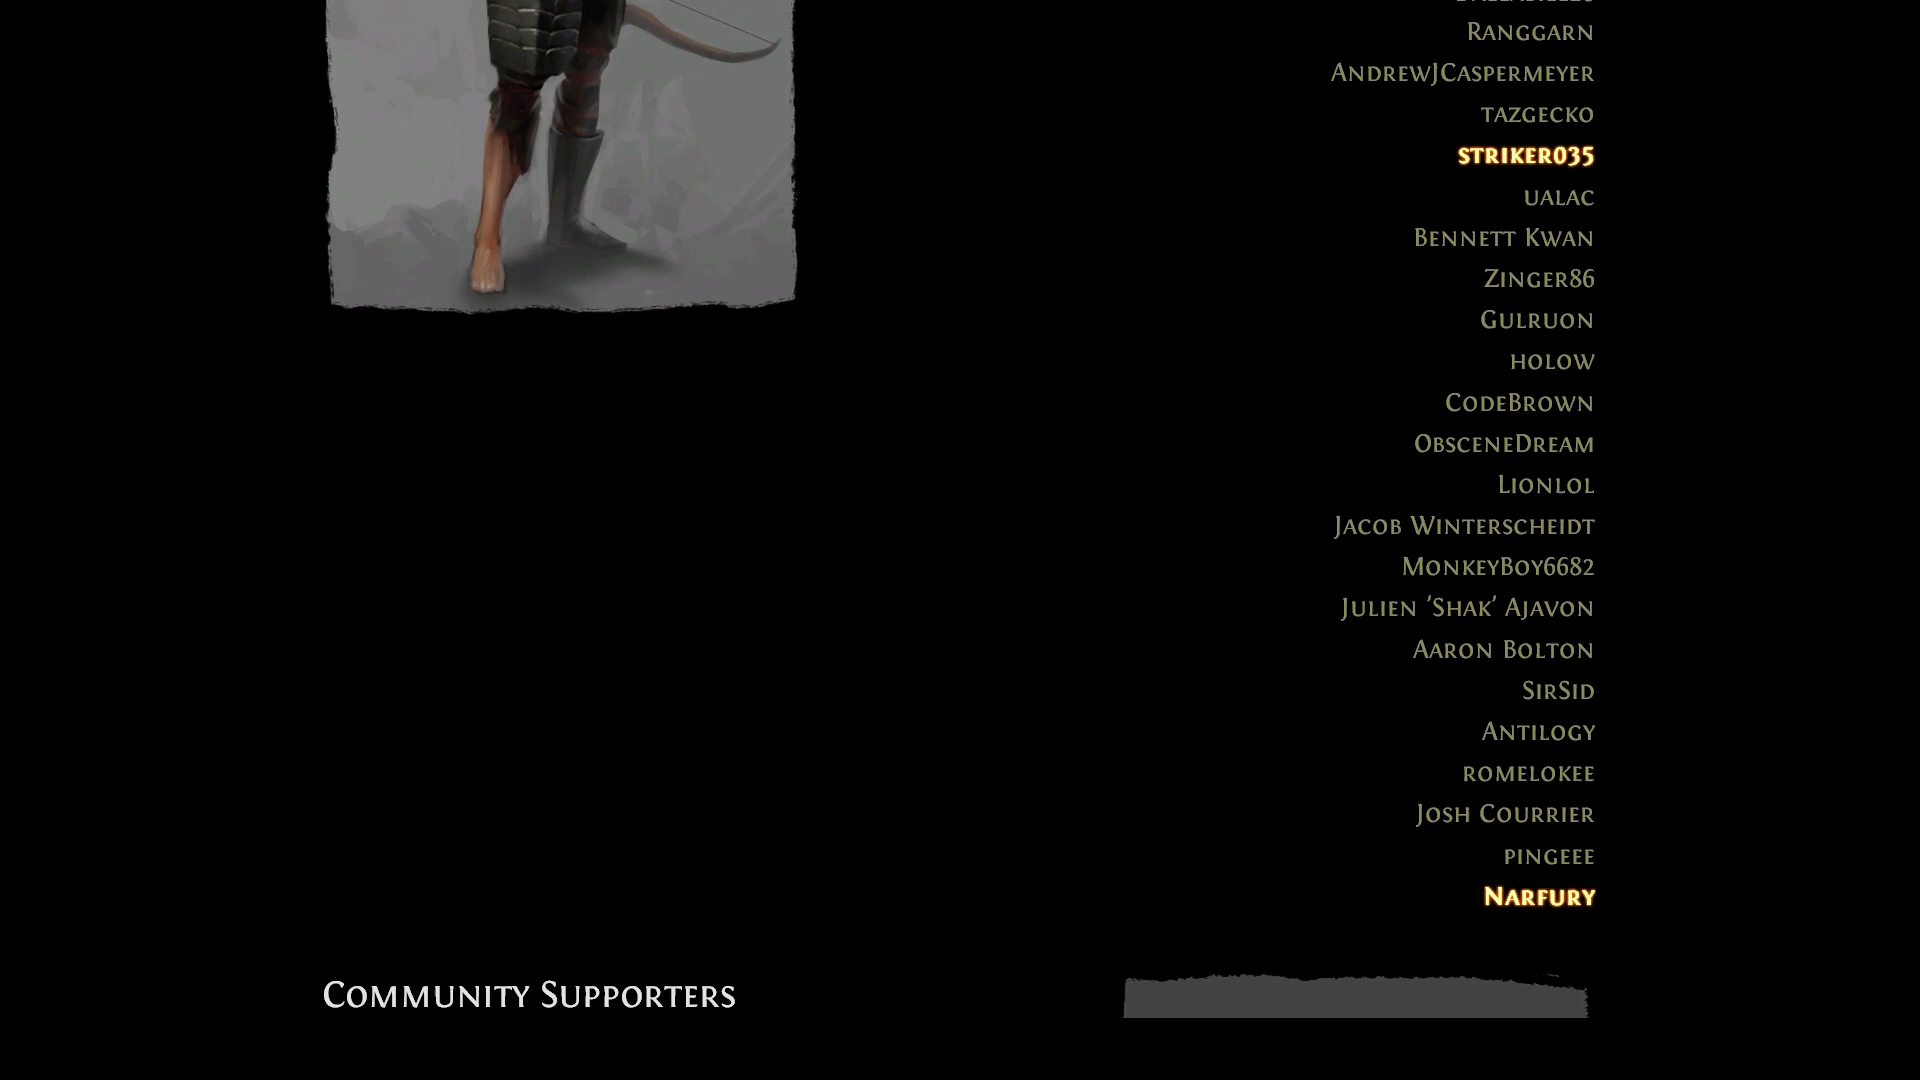 Ranggarn
AndrewJCaspermeyer
tazgecko
striker035
ualac
Bennett Kwan
Zinger86
Gulruon
holow
CodeBrown
ObsceneDream
Lionlol
Jacob Winterscheidt
MonkeyBoy6682
Julien 'Shak' Ajavon
Aaron Bolton
SirSid
Antilogy
romelokee
Josh Courrier
pingeee
Narfury
Community Supporters